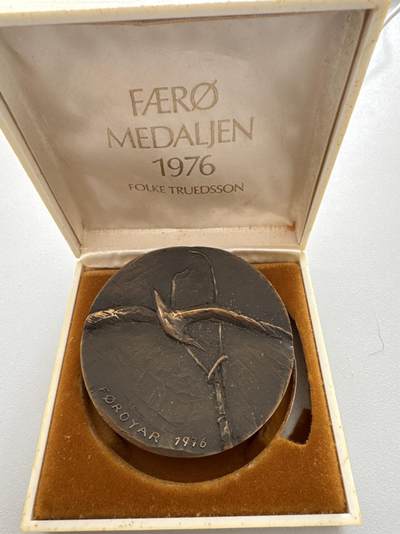 FÆRØ
MEDALJEN
1976
FOLKE TRUEDSSON
FØROYAR 1976